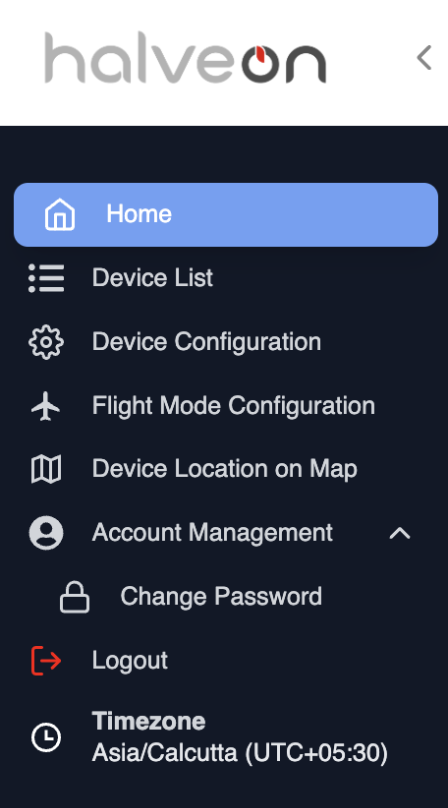 halveon
Home
Device List
Device Configuration
Flight Mode Configuration
Device Location on Map
Account Management
Change Password
Logout
Timezone
Asia/Calcutta (UTC+05:30)